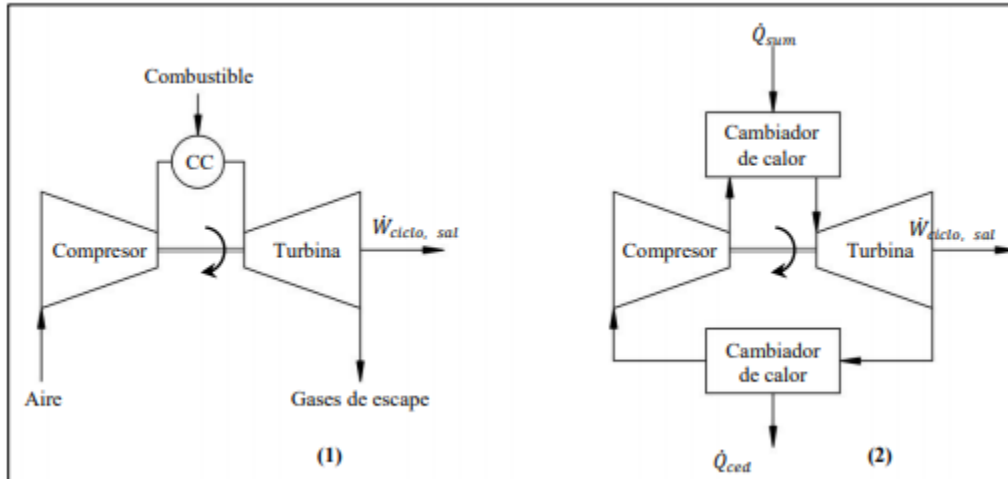 Combustible
CC
Compresor
Turbina
Ẇciclo, sal
Aire
Gases de escape
(1)
Q̇sum
Cambiador
de calor
Compresor
Turbina
Ẇciclo, sal
Cambiador
de calor
Q̇ced
(2)